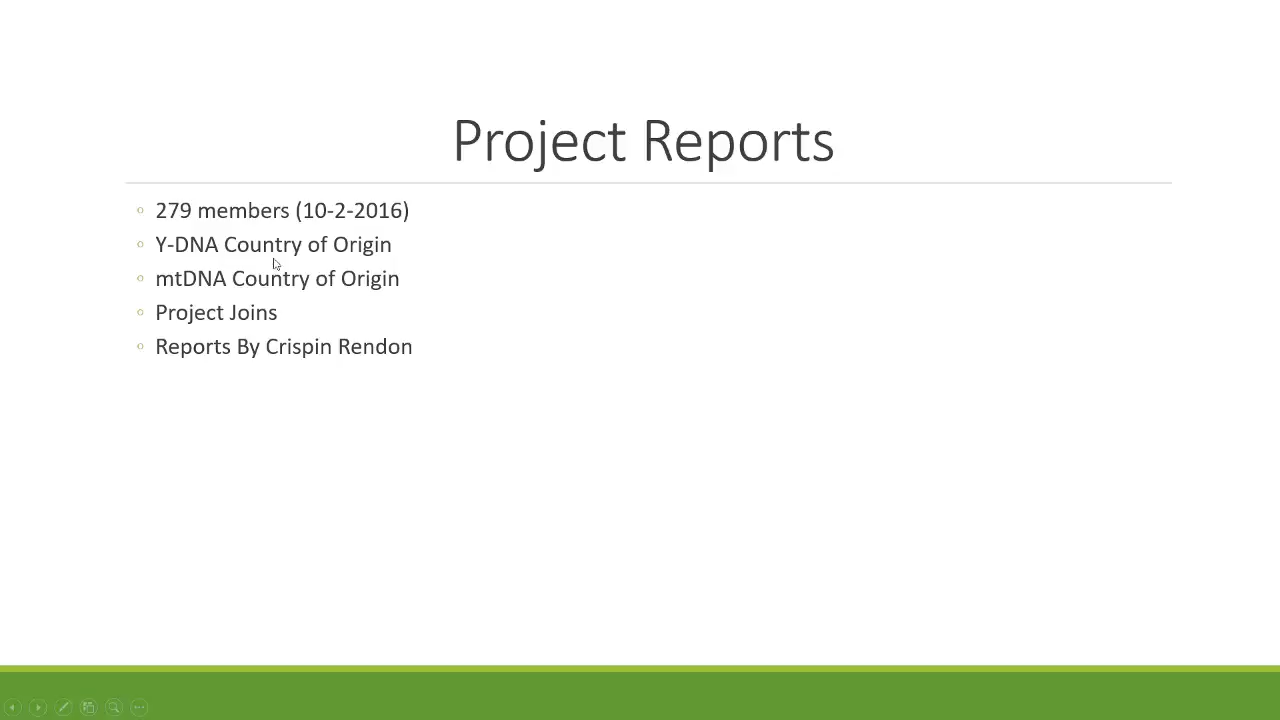 Project Reports
279 members (10-2-2016)
Y-DNA Country of Origin
mtDNA Country of Origin
Project Joins
Reports By Crispin Rendon